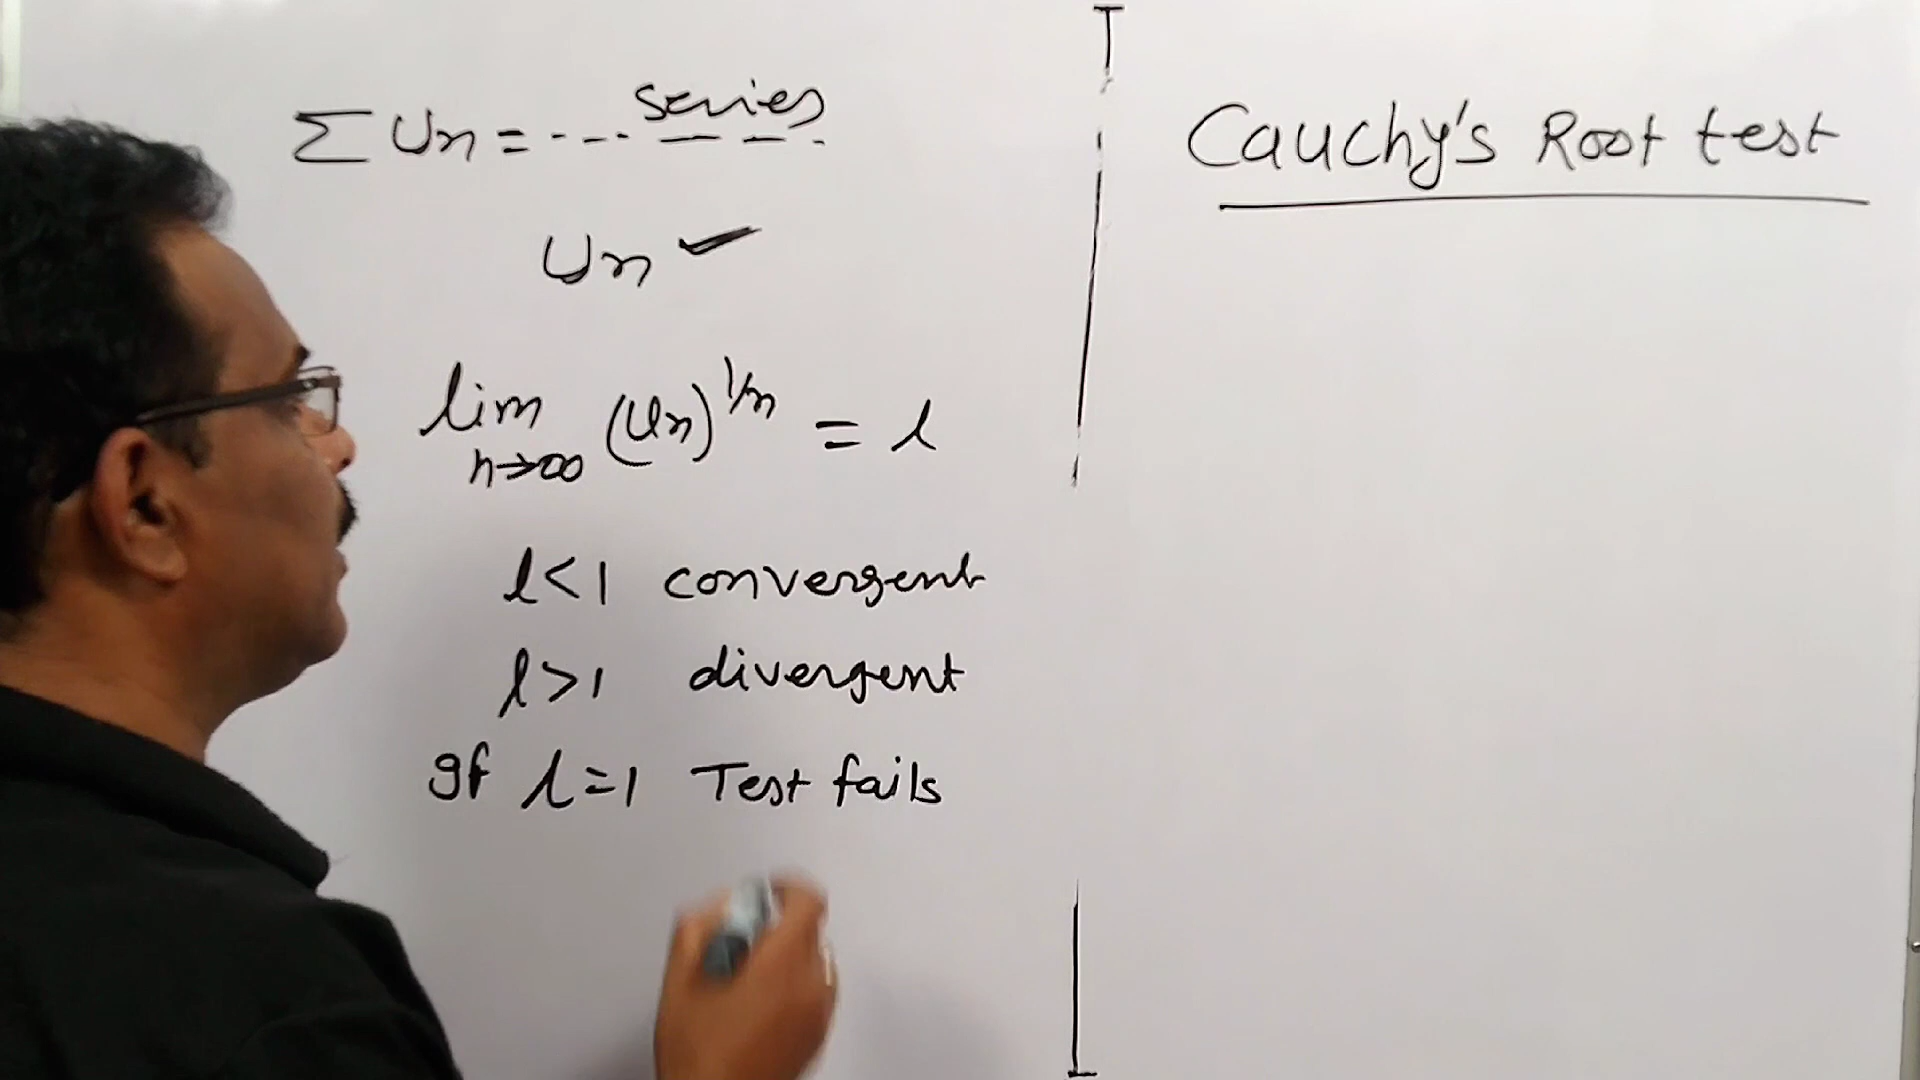 series
Σ Un = --- — — — .
Un ✓
lim n→∞ (Un)^1/n = l
l < 1 convergent
l > 1 divergent
If l = 1 Test fails
Cauchy's Root test